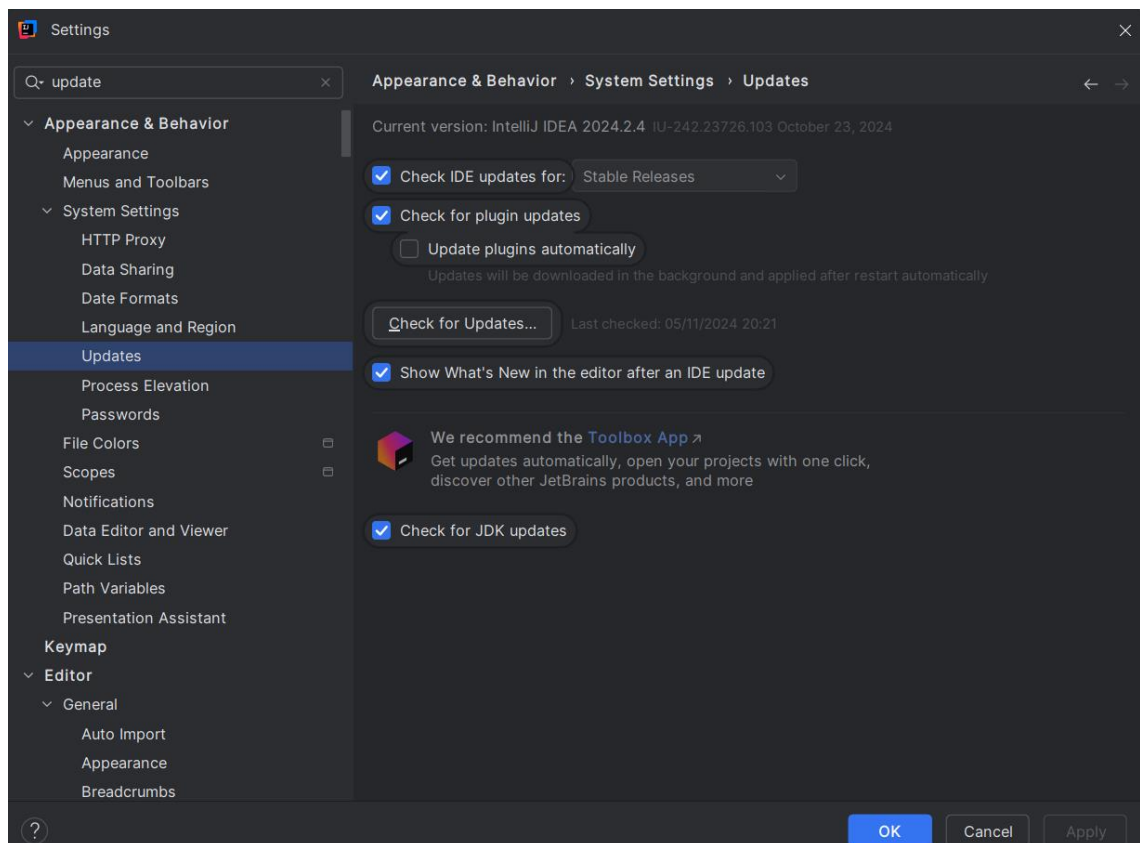 Settings
update
Appearance & Behavior
Appearance
Menus and Toolbars
System Settings
HTTP Proxy
Data Sharing
Date Formats
Language and Region
Updates
Process Elevation
Passwords
File Colors
Scopes
Notifications
Data Editor and Viewer
Quick Lists
Path Variables
Presentation Assistant
Keymap
Editor
General
Auto Import
Appearance
Breadcrumbs
Appearance & Behavior › System Settings › Updates
Current version: IntelliJ IDEA 2024.2.4 IU-242.23726.103 October 23, 2024
Check IDE updates for: Stable Releases
Check for plugin updates
Update plugins automatically
Updates will be downloaded in the background and applied after restart automatically
Check for Updates... Last checked: 05/11/2024 20:21
Show What's New in the editor after an IDE update
We recommend the Toolbox App ↗
Get updates automatically, open your projects with one click,
discover other JetBrains products, and more
Check for JDK updates
? OK Cancel Apply